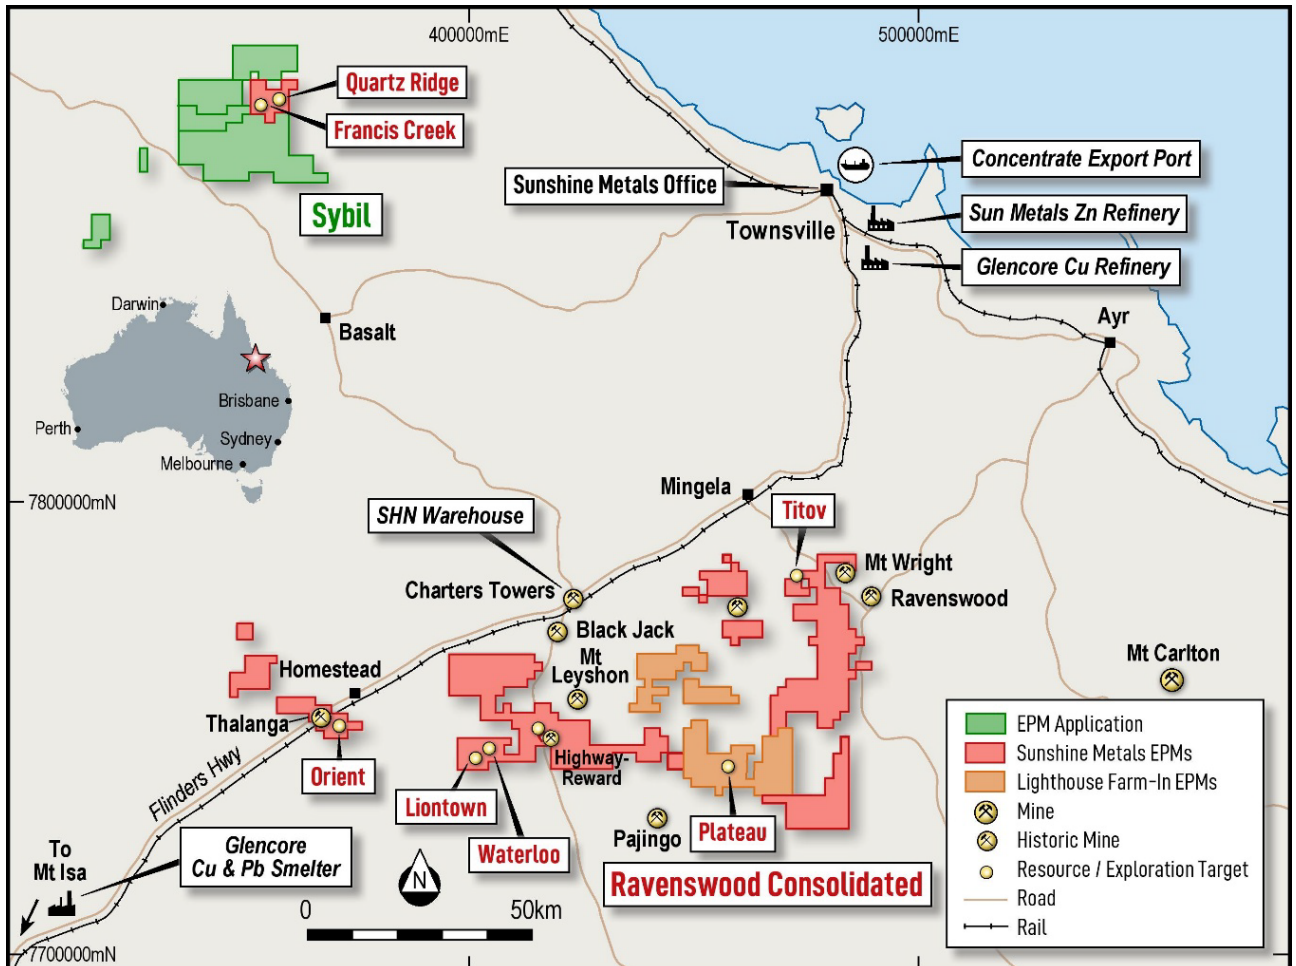 400000mE
500000mE
Quartz Ridge
Francis Creek
Sybil
Concentrate Export Port
Sunshine Metals Office
Sun Metals Zn Refinery
Townsville
Glencore Cu Refinery
Darwin
Basalt
Ayr
Brisbane
Perth
Sydney
Melbourne
7800000mN
Mingela
SHN Warehouse
Titov
Mt Wright
Charters Towers
Ravenswood
Black Jack
Mt
Leyshon
Homestead
Mt Carlton
Thalanga
Highway-
Reward
Orient
Flinders Hwy
Liontown
Waterloo
Pajingo
Plateau
Ravenswood Consolidated
Glencore
Cu & Pb Smelter
To
Mt Isa
N
0
50km
7700000mN
EPM Application
Sunshine Metals EPMs
Lighthouse Farm-In EPMs
Mine
Historic Mine
Resource / Exploration Target
Road
Rail